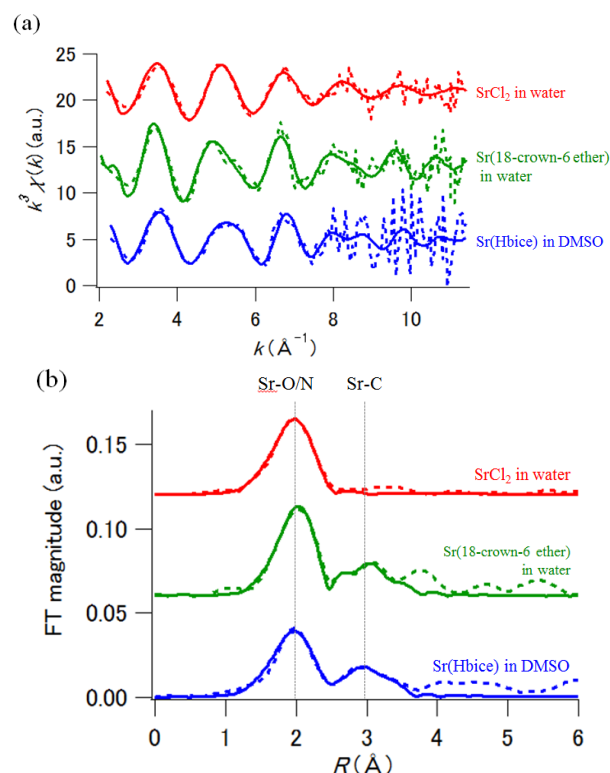 (a)
25
20
15
10
5
0
k³ χ(k) (a.u.)
SrCl₂ in water
Sr(18-crown-6 ether)
in water
Sr(Hbice) in DMSO
2 4 6 8 10
k(Å⁻¹)
(b)
Sr-O/N Sr-C
0.15
0.10
0.05
0.00
FT magnitude (a.u.)
SrCl₂ in water
Sr(18-crown-6 ether)
in water
Sr(Hbice) in DMSO
0 1 2 3 4 5 6
R(Å)